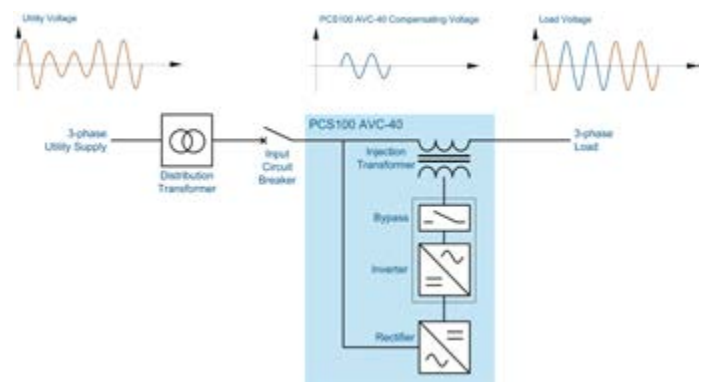 Utility Voltage
PCS100 AVC-40 Compensating Voltage
Load Voltage
PCS100 AVC-40
3-phase
Utility Supply
Distribution
Transformer
Input
Circuit
Breaker
Injection
Transformer
3-phase
Load
Bypass
Inverter
Rectifier